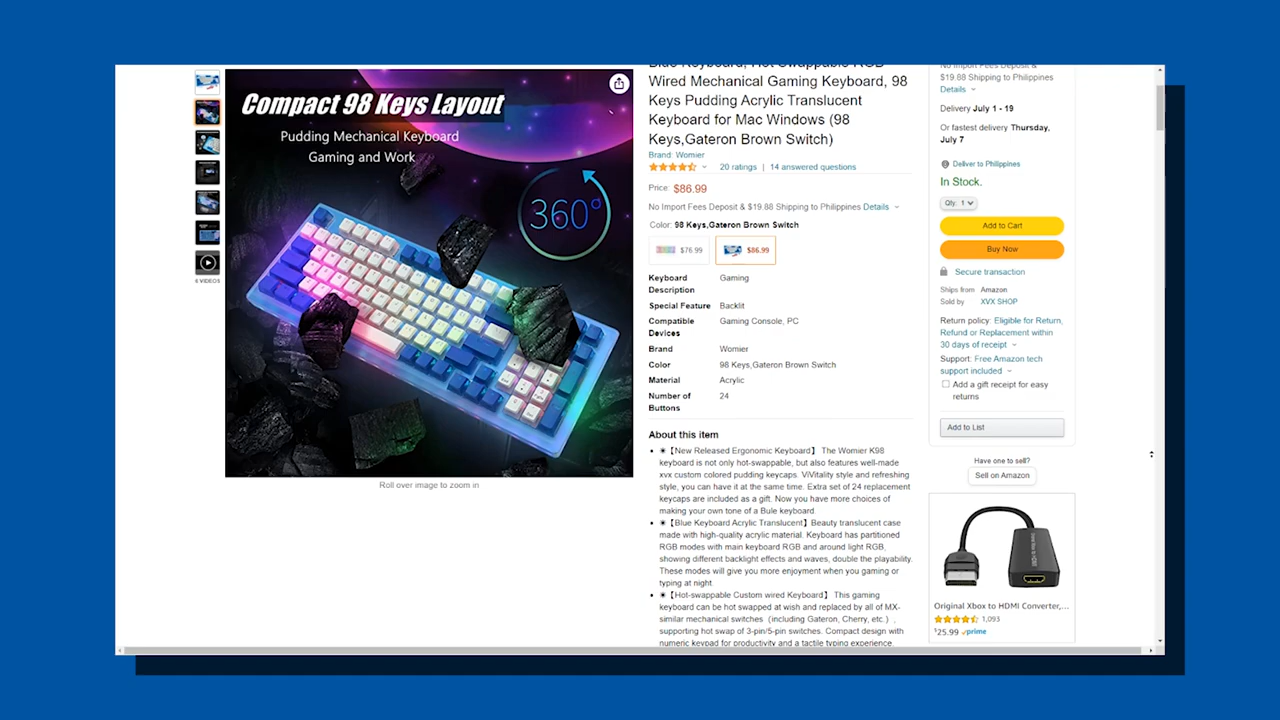 Compact 98 Keys Layout
Pudding Mechanical Keyboard
Gaming and Work
360°
6 VIDEOS
Roll over image to zoom in
Blue Keyboard, Hot Swappable RGB
Wired Mechanical Gaming Keyboard, 98
Keys Pudding Acrylic Translucent
Keyboard for Mac Windows (98
Keys,Gateron Brown Switch)
Brand: Womier
20 ratings | 14 answered questions
Price: $86.99
No Import Fees Deposit & $19.88 Shipping to Philippines Details
Color: 98 Keys,Gateron Brown Switch
$76.99
$86.99
Keyboard Description Gaming
Special Feature Backlit
Compatible Devices Gaming Console, PC
Brand Womier
Color 98 Keys,Gateron Brown Switch
Material Acrylic
Number of Buttons 24
About this item
☀【New Released Ergonomic Keyboard】 The Womier K98
keyboard is not only hot-swappable, but also features well-made
xvx custom colored pudding keycaps. ViVitality style and refreshing
style, you can have it at the same time. Extra set of 24 replacement
keycaps are included as a gift. Now you have more choices of
making your own tone of a Bule keyboard.
☀【Blue Keyboard Acrylic Translucent】Beauty translucent case
made with high-quality acrylic material. Keyboard has partitioned
RGB modes with main keyboard RGB and around light RGB,
showing different backlight effects and waves, double the playability.
These modes will give you more enjoyment when you gaming or
typing at night.
☀【Hot-swappable Custom wired Keyboard】 This gaming
keyboard can be hot swapped at wish and replaced by all of MX-
similar mechanical switches（including Gateron, Cherry, etc.），
supporting hot swap of 3-pin/5-pin switches. Compact design with
numeric keypad for productivity and a tactile typing experience.
No Import Fees Deposit &
$19.88 Shipping to Philippines
Details
Delivery July 1 - 19
Or fastest delivery Thursday,
July 7
Deliver to Philippines
In Stock.
Qty: 1
Add to Cart
Buy Now
Secure transaction
Ships from Amazon
Sold by XVX SHOP
Return policy: Eligible for Return,
Refund or Replacement within
30 days of receipt
Support: Free Amazon tech
support included
Add a gift receipt for easy
returns
Add to List
Have one to sell?
Sell on Amazon
Original Xbox to HDMI Converter,...
1,093
$25.99 prime